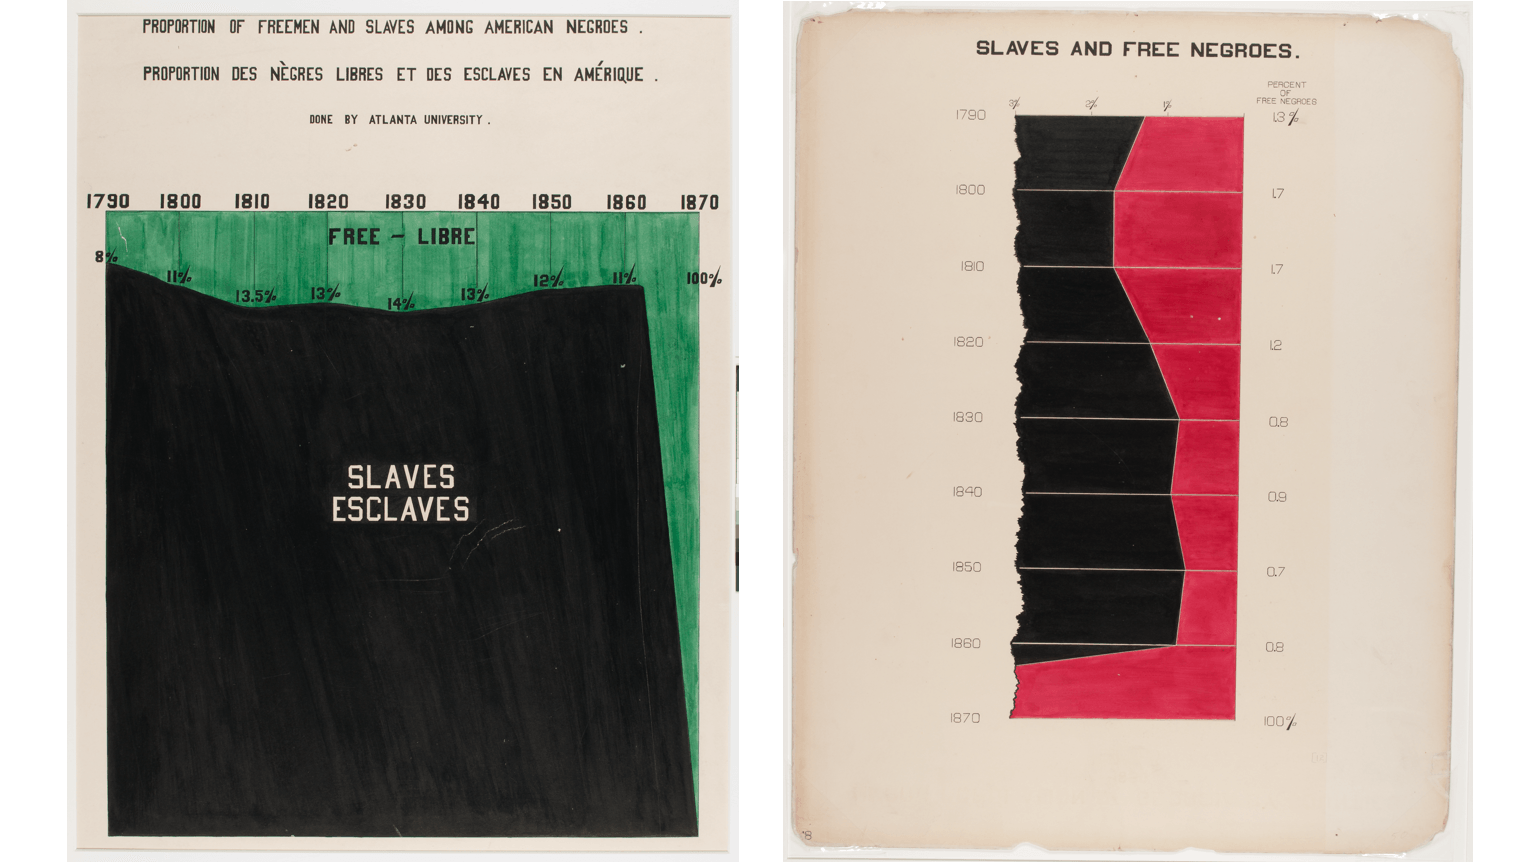 PROPORTION OF FREEMEN AND SLAVES AMONG AMERICAN NEGROES .
PROPORTION DES NÈGRES LIBRES ET DES ESCLAVES EN AMÉRIQUE .
DONE BY ATLANTA UNIVERSITY .
1790 1800 1810 1820 1830 1840 1850 1860 1870
FREE – LIBRE
8% 11% 13.5% 13% 14% 13% 12% 11% 100%
SLAVES
ESCLAVES
SLAVES AND FREE NEGROES.
PERCENT
OF
FREE NEGROES
3% 2% 1%
1790 1.3%
1800 1.7
1810 1.7
1820 1.2
1830 0.8
1840 0.9
1850 0.7
1860 0.8
1870 100%
8